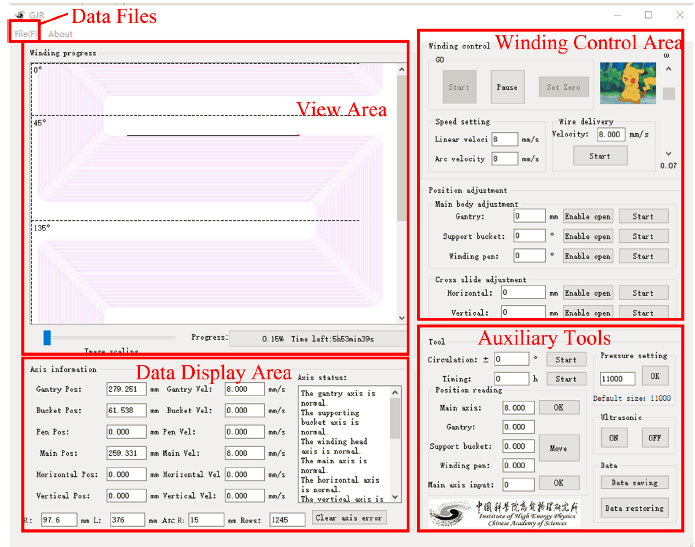 Data Files
GJR
File(F) About
Winding progress
View Area
0°
45°
135°
Image scaling
Progress: 0.15% Time left:5h53min39s
Data Display Area
Axis information
Gantry Pos: 279.251 mm Gantry Vel: 8.000 mm/s
Bucket Pos: 61.538 mm Bucket Vel: 0.000 mm/s
Pen Pos: 0.000 mm Pen Vel: 0.000 mm/s
Main Pos: 259.331 mm Main Vel: 8.000 mm/s
Horizontal Pos: 0.000 mm Horizontal Vel 0.000 mm/s
Vertical Pos: 0.000 mm Vertical Vel: 0.000 mm/s
Axis status:
The gantry axis is
normal.
The supporting
bucket axis is
normal.
The winding head
axis is normal.
The main axis is
normal.
The horizontal axis
is normal.
The vertical axis is
R: 97.6 mm L: 376 mm Arc R: 15 mm Rows: 1245 Clear axis error
Winding Control Area
Winding control
GO
Start Pause Set Zero
ω
0.07
Speed setting
Linear veloci 8 mm/s
Arc velocity 8 mm/s
Wire delivery
Velocity: 8.000 mm/s
Start
Position adjustment
Main body adjustment
Gantry: 0 mm Enable open Start
Support bucket: 0 ° Enable open Start
Winding pen: 0 ° Enable open Start
Cross slide adjustment
Horizontal: 0 mm Enable open Start
Vertical: 0 mm Enable open Start
Auxiliary Tools
Tool
Circulation: ± 0 ° Start
Timing: 0 h Start
Position reading
Main axis: 8.000 OK
Gantry: 0.000
Support bucket: 0.000 Move
Winding pen: 0.000
Main axis input: 0 OK
Pressure setting
11000 OK
Default size: 11000
Ultrasonic
ON OFF
Data
Data saving
Data restoring
中国科学院高能物理研究所
Institute of High Energy Physics
Chinese Academy of Sciences